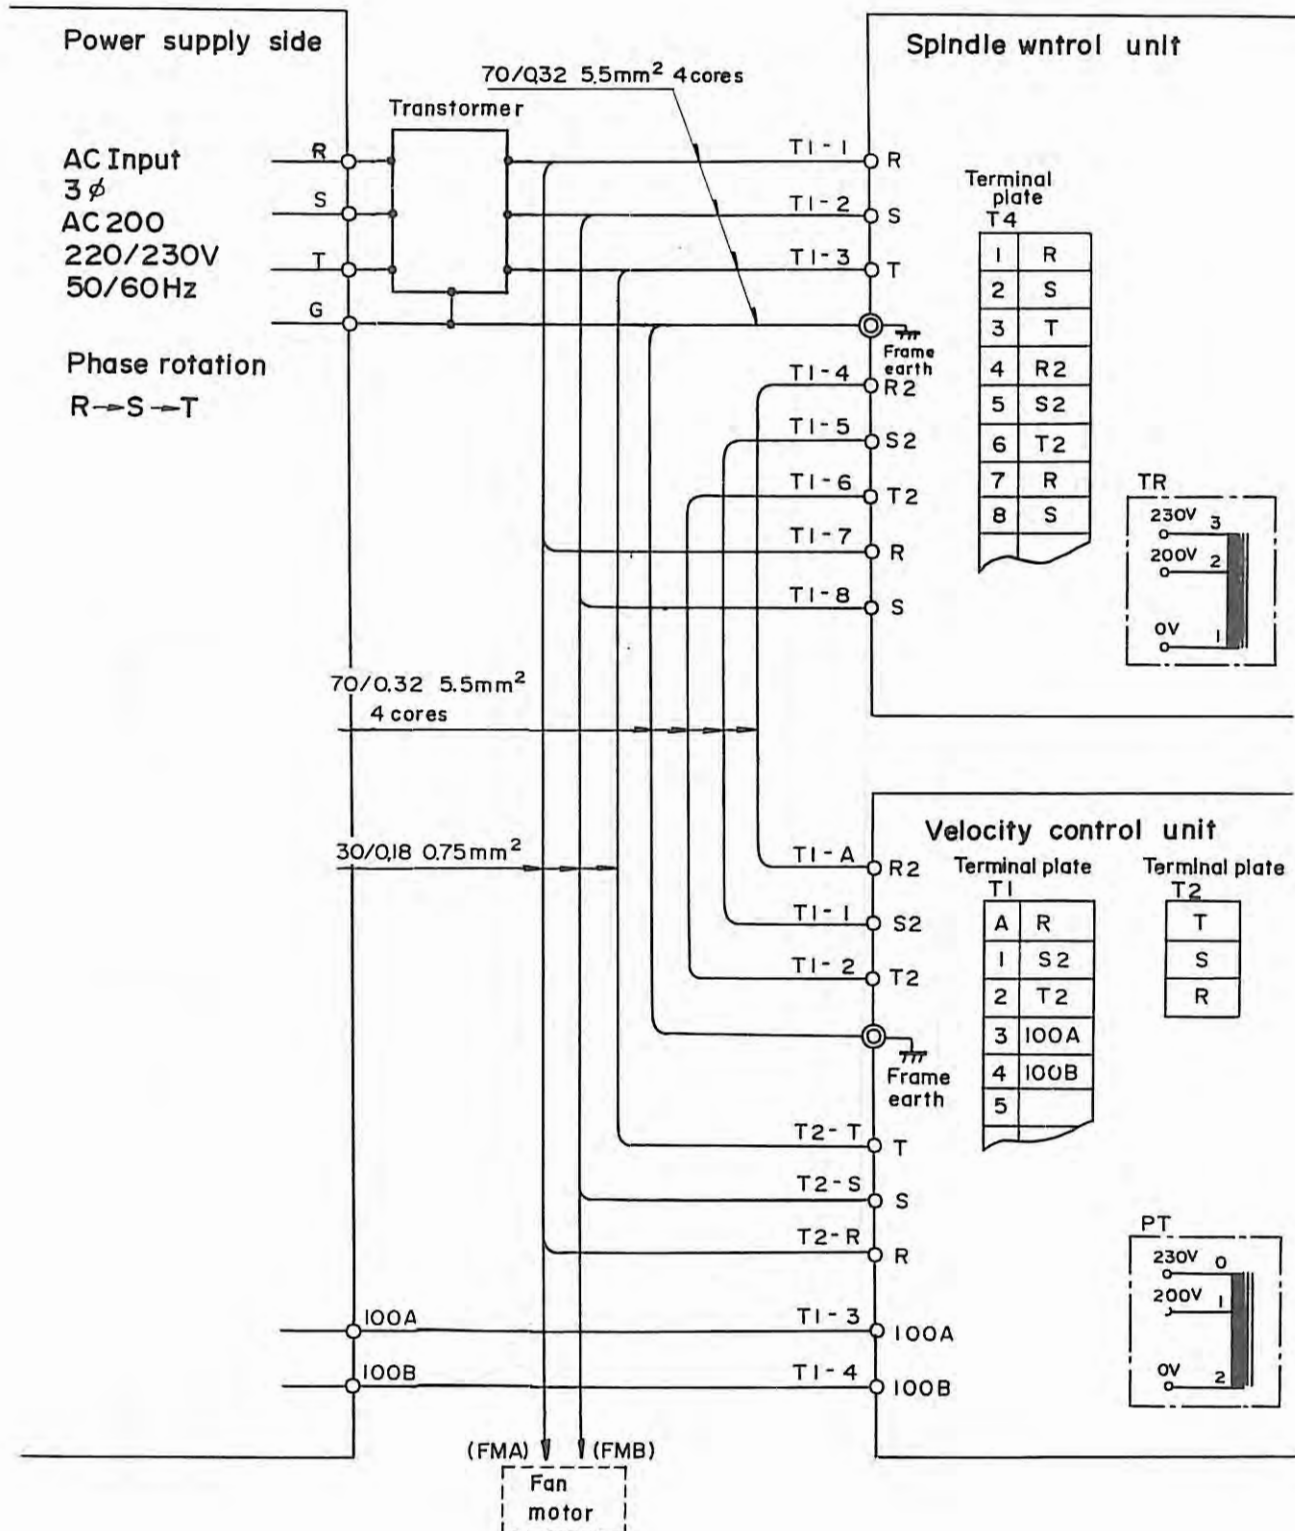 Power supply side
Spindle wntrol unit
70/0.32 5.5mm² 4 cores
Transtormer
AC Input
3ø
AC 200
220/230V
50/60Hz
R
S
T
G
Phase rotation
R→S→T
T1-1 R
T1-2 S
T1-3 T
Frame
earth
T1-4 R2
T1-5 S2
T1-6 T2
T1-7 R
T1-8 S
Terminal
plate
T4
1 R
2 S
3 T
4 R2
5 S2
6 T2
7 R
8 S
TR
230V 3
200V 2
0V 1
70/0.32 5.5mm²
4 cores
30/0.18 0.75mm²
Velocity control unit
T1-A R2
T1-1 S2
T1-2 T2
Frame
earth
T2-T T
T2-S S
T2-R R
Terminal plate
T1
A R
1 S2
2 T2
3 100A
4 100B
5
Terminal plate
T2
T
S
R
PT
230V 0
200V 1
0V 2
100A T1-3 100A
100B T1-4 100B
(FMA) (FMB)
Fan
motor